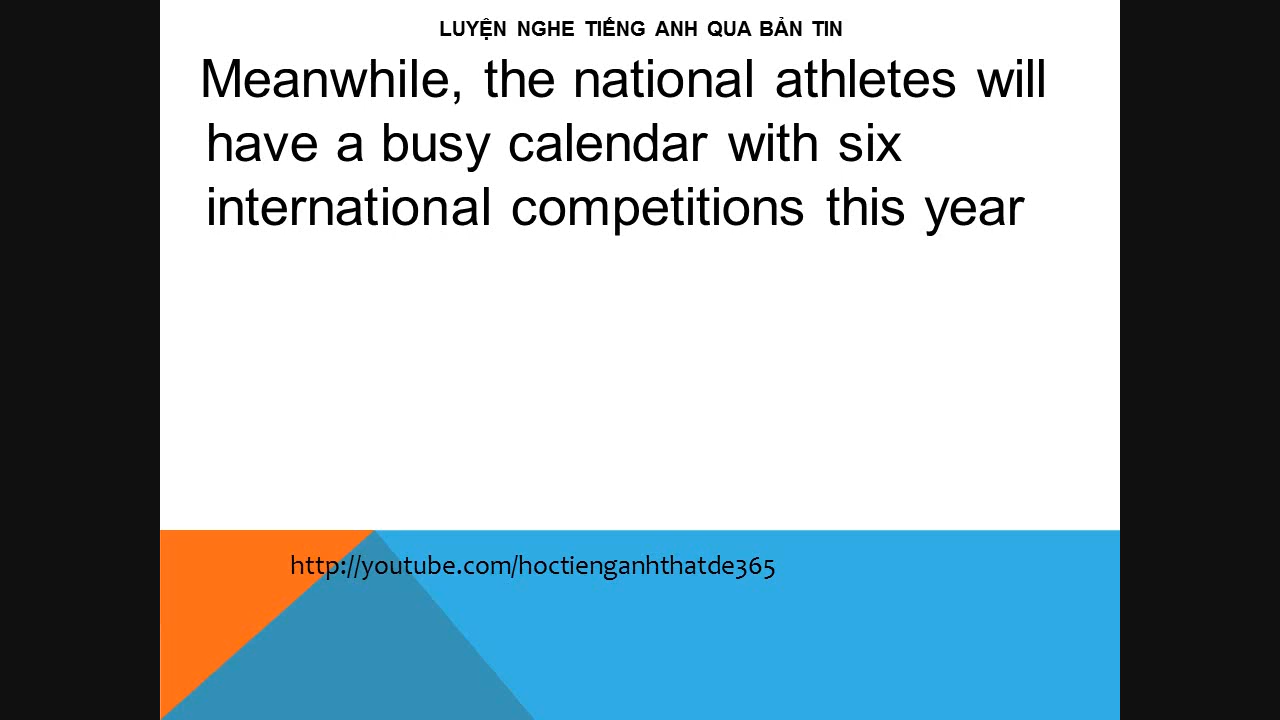 LUYỆN NGHE TIẾNG ANH QUA BẢN TIN
Meanwhile, the national athletes will
have a busy calendar with six
international competitions this year
http://youtube.com/hoctienganhthatde365